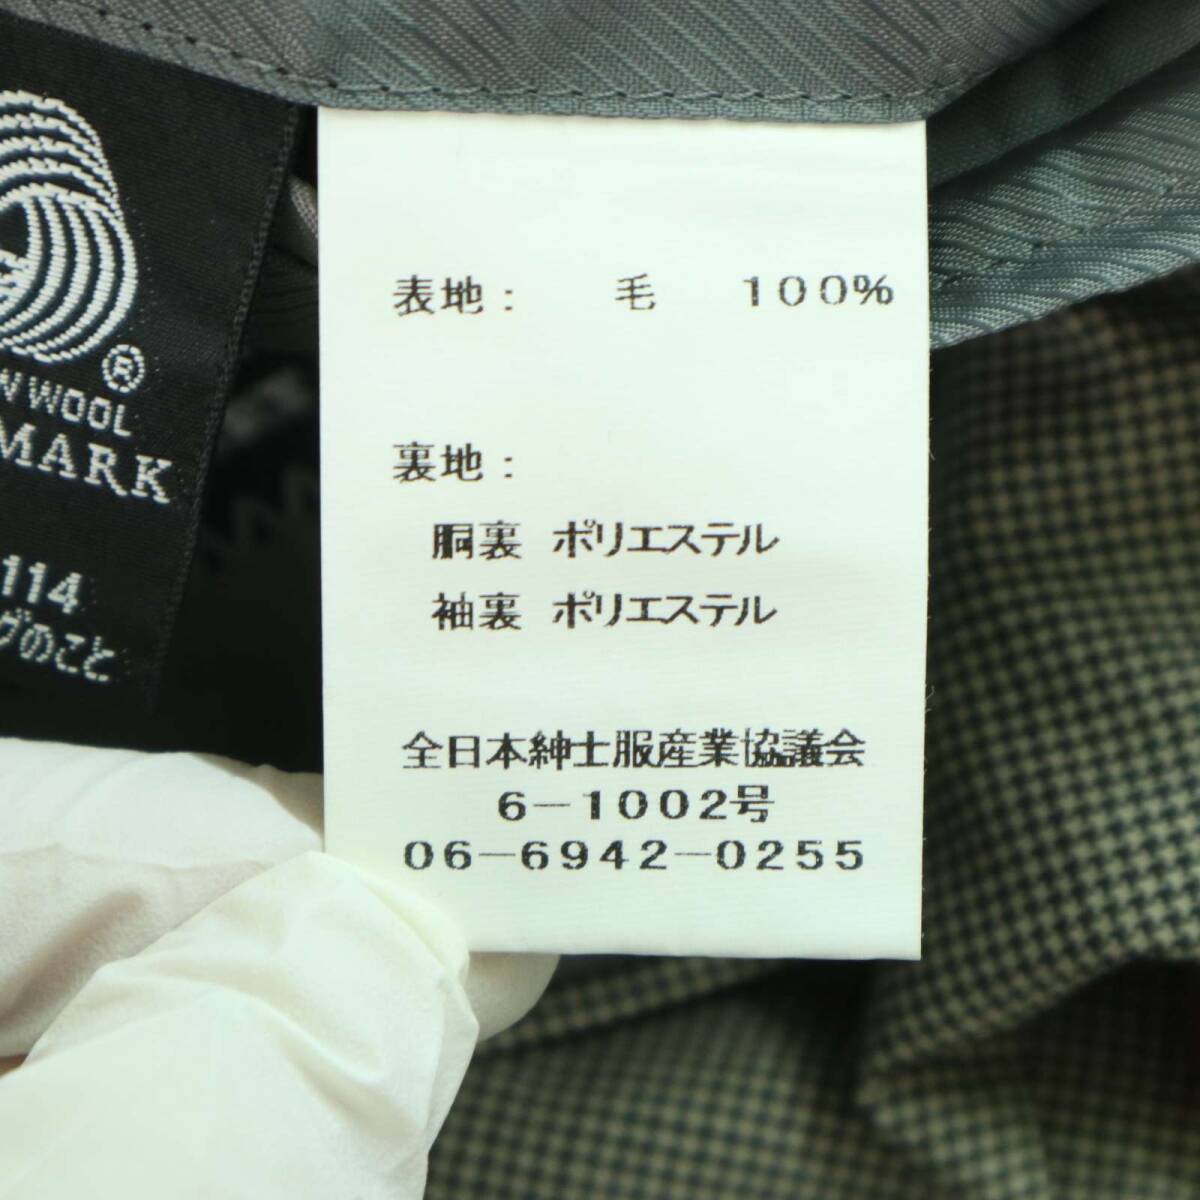 表地： 毛 100%
裏地：
胴裏 ポリエステル
袖裏 ポリエステル
全日本紳士服産業協議会
6-1002号
06-6942-0255
®
WOOL
MARK
114
グのこと